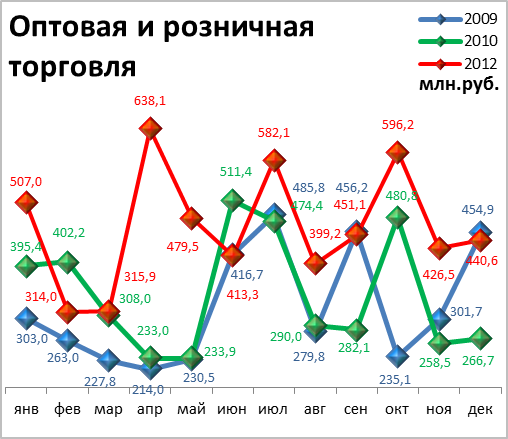 Оптовая и розничная
торговля
2009
2010
2012
млн.руб.
638,1
596,2
582,1
507,0
511,4
485,8
456,2
480,8
454,9
474,4
451,1
395,4
402,2
479,5
399,2
440,6
416,7
426,5
315,9
413,3
314,0
308,0
301,7
303,0
290,0
263,0
233,0
233,9
279,8
282,1
258,5
266,7
227,8
214,0
230,5
235,1
янв
фев
мар
апр
май
июн
июл
авг
сен
окт
ноя
дек